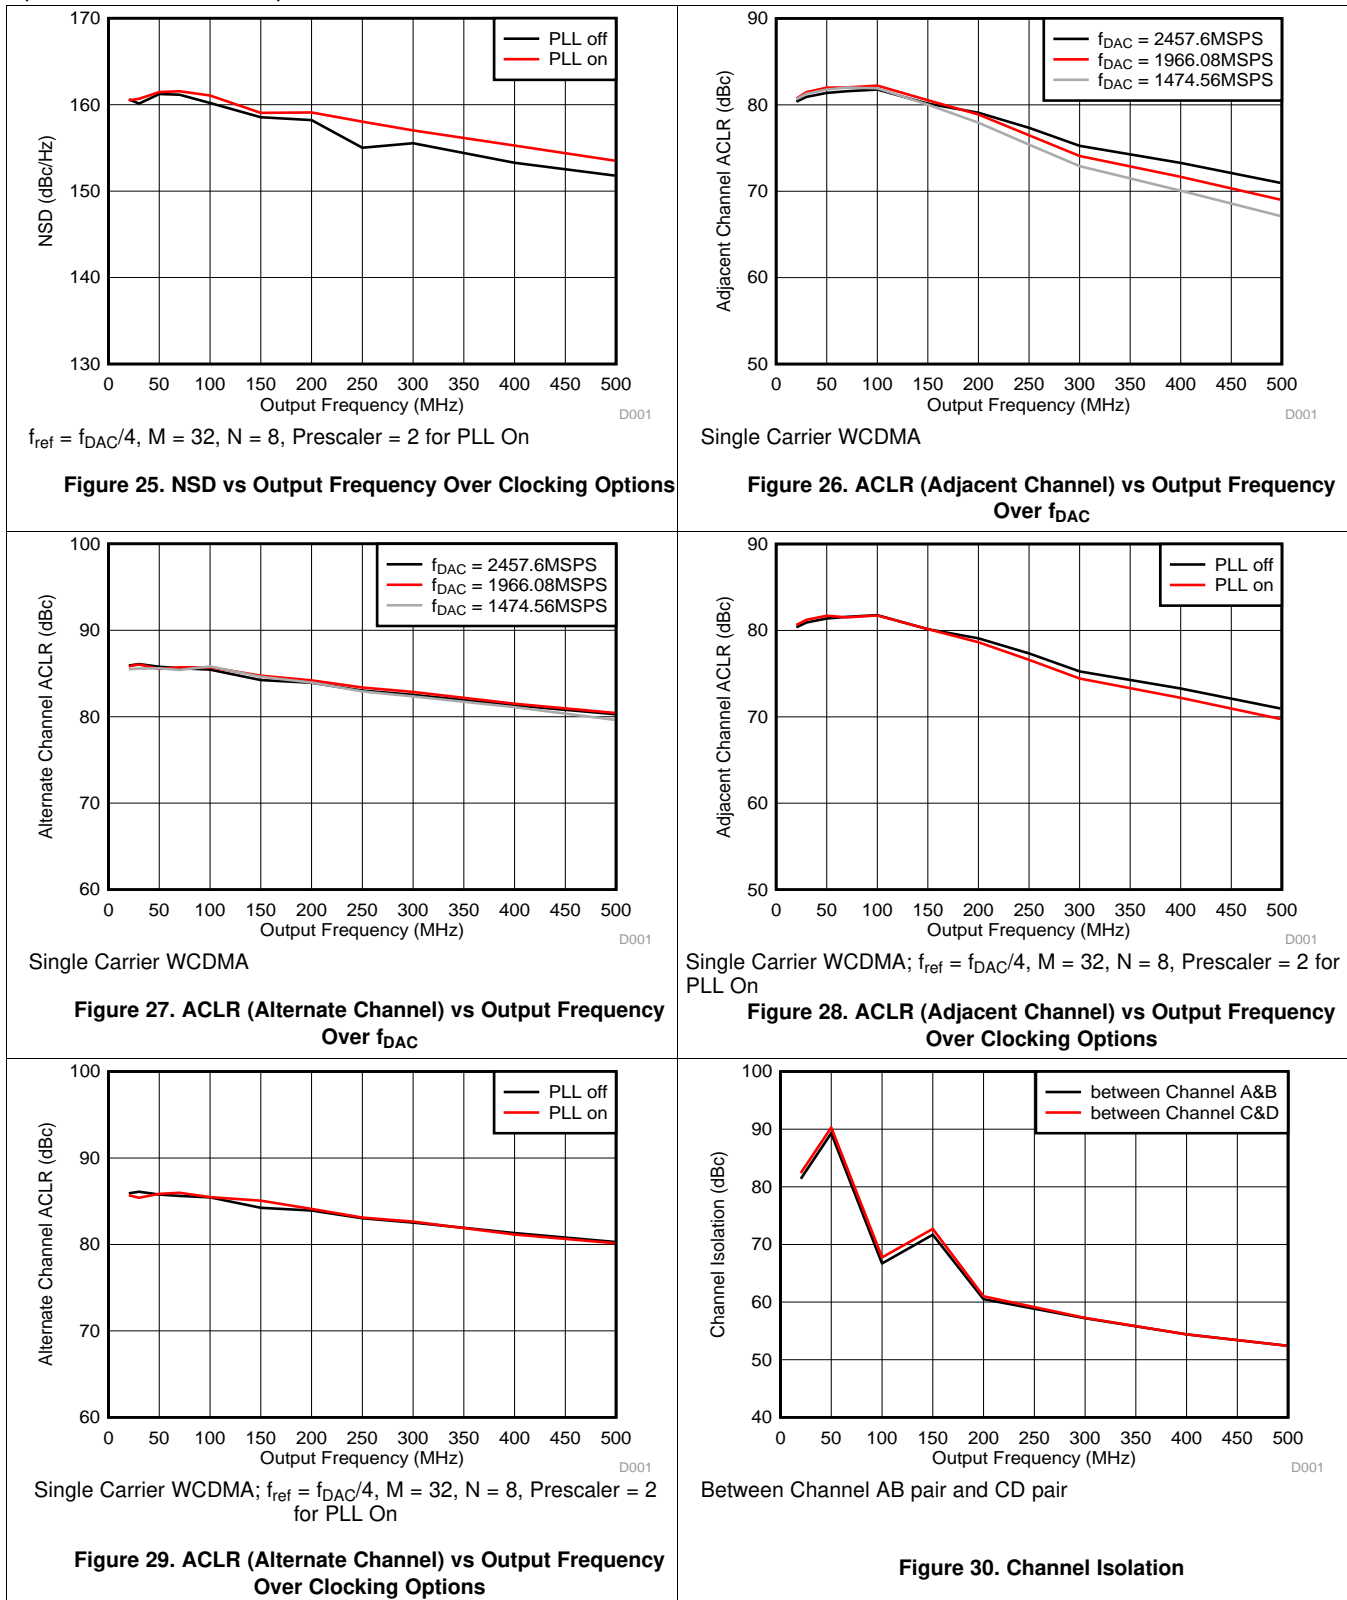 170
160
150
140
130
NSD (dBc/Hz)
PLL off
PLL on
0 50 100 150 200 250 300 350 400 450 500
Output Frequency (MHz)
D001
fref = fDAC/4, M = 32, N = 8, Prescaler = 2 for PLL On
Figure 25. NSD vs Output Frequency Over Clocking Options
90
80
70
60
50
Adjacent Channel ACLR (dBc)
fDAC = 2457.6MSPS
fDAC = 1966.08MSPS
fDAC = 1474.56MSPS
0 50 100 150 200 250 300 350 400 450 500
Output Frequency (MHz)
D001
Single Carrier WCDMA
Figure 26. ACLR (Adjacent Channel) vs Output Frequency
Over fDAC
100
90
80
70
60
Alternate Channel ACLR (dBc)
fDAC = 2457.6MSPS
fDAC = 1966.08MSPS
fDAC = 1474.56MSPS
0 50 100 150 200 250 300 350 400 450 500
Output Frequency (MHz)
D001
Single Carrier WCDMA
Figure 27. ACLR (Alternate Channel) vs Output Frequency
Over fDAC
90
80
70
60
50
Adjacent Channel ACLR (dBc)
PLL off
PLL on
0 50 100 150 200 250 300 350 400 450 500
Output Frequency (MHz)
D001
Single Carrier WCDMA; fref = fDAC/4, M = 32, N = 8, Prescaler = 2 for
PLL On
Figure 28. ACLR (Adjacent Channel) vs Output Frequency
Over Clocking Options
100
90
80
70
60
Alternate Channel ACLR (dBc)
PLL off
PLL on
0 50 100 150 200 250 300 350 400 450 500
Output Frequency (MHz)
D001
Single Carrier WCDMA; fref = fDAC/4, M = 32, N = 8, Prescaler = 2
for PLL On
Figure 29. ACLR (Alternate Channel) vs Output Frequency
Over Clocking Options
100
90
80
70
60
50
40
Channel Isolation (dBc)
between Channel A&B
between Channel C&D
0 50 100 150 200 250 300 350 400 450 500
Output Frequency (MHz)
D001
Between Channel AB pair and CD pair
Figure 30. Channel Isolation